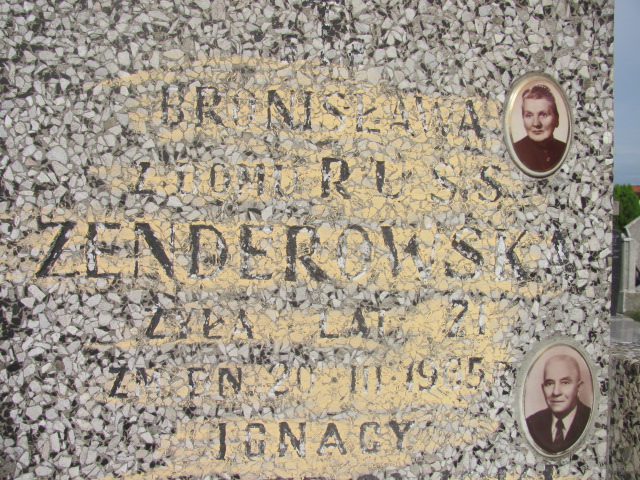 BRONISŁAWA
Z DOMU RUSS
ZENDEROWSKA
ŻYŁA LAT 71
ZM. DN. 20 III 1965
IGNACY